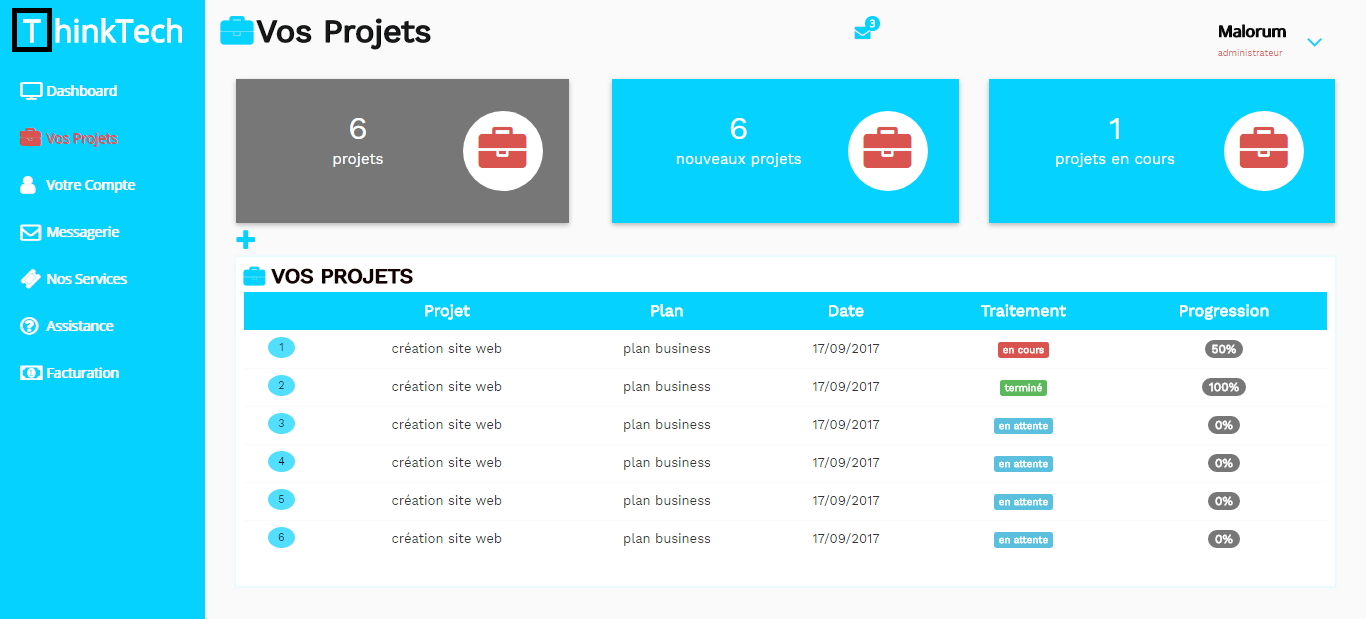 ThinkTech
Dashboard
Vos Projets
Votre Compte
Messagerie
Nos Services
Assistance
Facturation
Vos Projets
3
Malorum
administrateur
6
projets
6
nouveaux projets
1
projets en cours
VOS PROJETS
Projet Plan Date Traitement Progression
1 création site web plan business 17/09/2017 en cours 50%
2 création site web plan business 17/09/2017 terminé 100%
3 création site web plan business 17/09/2017 en attente 0%
4 création site web plan business 17/09/2017 en attente 0%
5 création site web plan business 17/09/2017 en attente 0%
6 création site web plan business 17/09/2017 en attente 0%